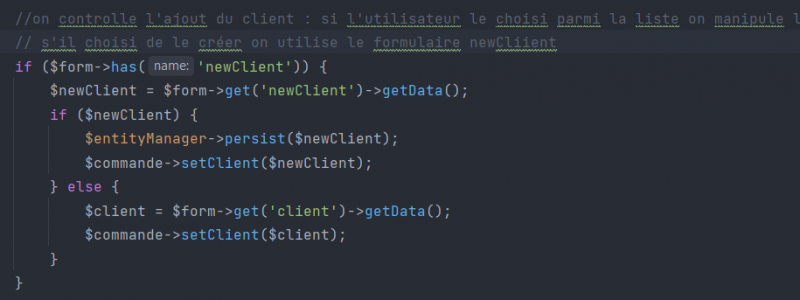 //on controlle l'ajout du client : si l'utilisateur le choisi parmi la liste on manipule l
// s'il choisi de le créer on utilise le formulaire newCliient
if ($form->has( name: 'newClient')) {
$newClient = $form->get('newClient')->getData();
if ($newClient) {
$entityManager->persist($newClient);
$commande->setClient($newClient);
} else {
$client = $form->get('client')->getData();
$commande->setClient($client);
}
}